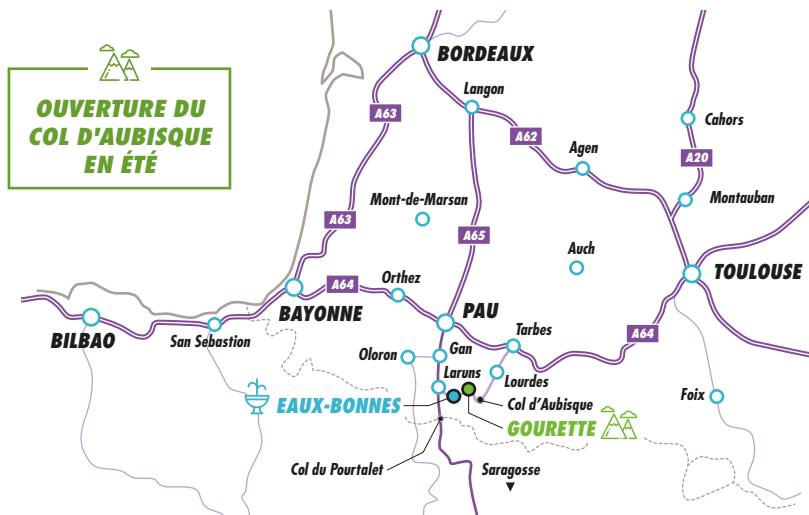 OUVERTURE DU
COL D'AUBISQUE
EN ÉTÉ
BORDEAUX
Langon
A63
A62
Cahors
Agen
A20
Mont-de-Marsan
Montauban
A63
A65
Auch
TOULOUSE
A64
Orthez
BAYONNE
PAU
BILBAO
San Sebastion
Tarbes
A64
Oloron
Gan
Laruns
Lourdes
EAUX-BONNES
Col d'Aubisque
Foix
GOURETTE
Col du Pourtalet
Saragosse